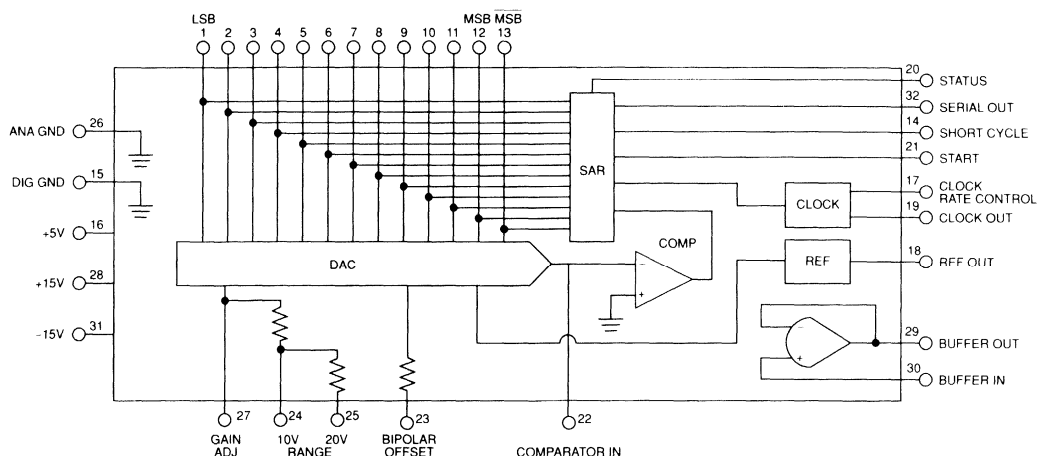 LSB MSB M̅S̅B̅
1 2 3 4 5 6 7 8 9 10 11 12 13
20 STATUS
32 SERIAL OUT
14 SHORT CYCLE
21 START
17 CLOCK RATE CONTROL
19 CLOCK OUT
18 REF OUT
29 BUFFER OUT
30 BUFFER IN
ANA GND 26
DIG GND 15
+5V 16
+15V 28
-15V 31
SAR
CLOCK
REF
COMP
DAC
−
+
−
+
27 24 25 23 22
GAIN ADJ
10V 20V
RANGE
BIPOLAR OFFSET
COMPARATOR IN